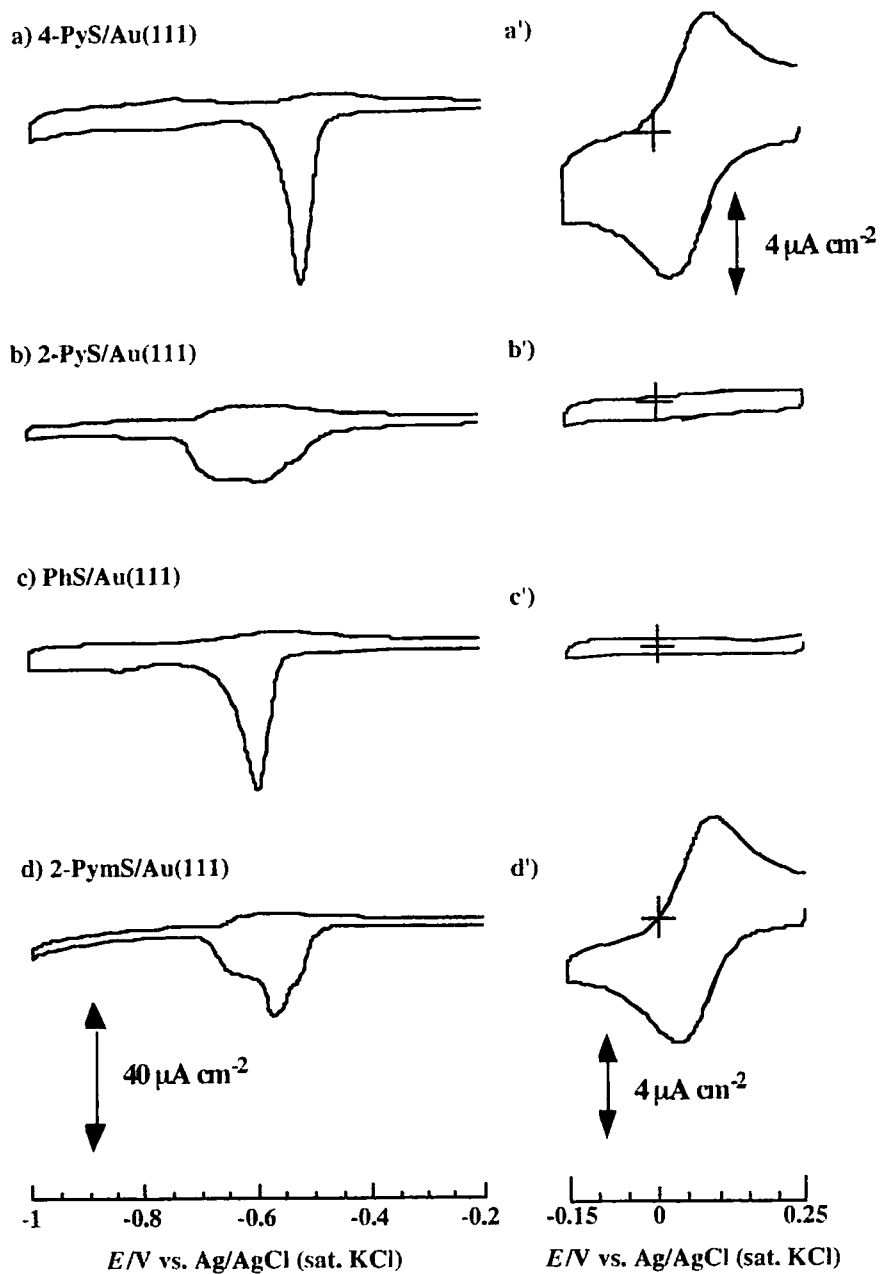 a) 4-PyS/Au(111)
a')
4 μA cm-2
b) 2-PyS/Au(111)
b')
c) PhS/Au(111)
c')
d) 2-PymS/Au(111)
d')
40 μA cm-2
4 μA cm-2
-1 -0.8 -0.6 -0.4 -0.2
-0.15 0 0.25
E/V vs. Ag/AgCl (sat. KCl)
E/V vs. Ag/AgCl (sat. KCl)